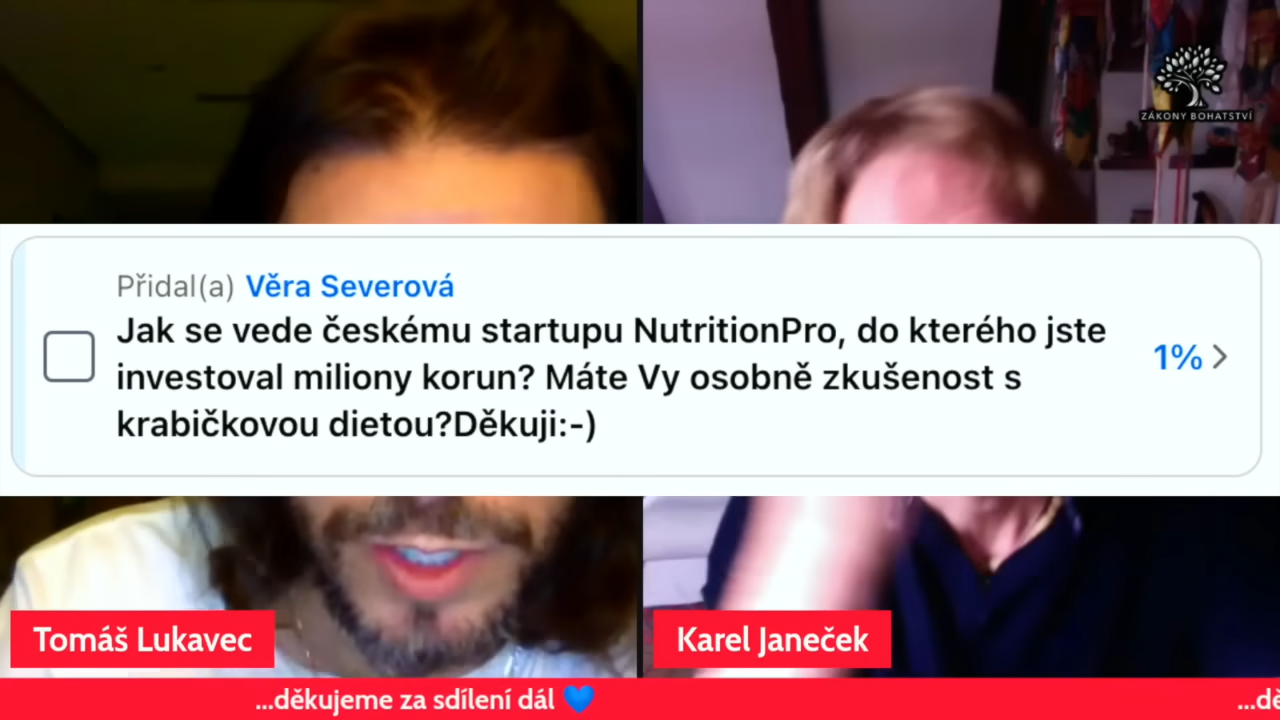 ZÁKONY BOHATSTVÍ
Přidal(a) Věra Severová
Jak se vede českému startupu NutritionPro, do kterého jste
investoval miliony korun? Máte Vy osobně zkušenost s
krabičkovou dietou?Děkuji:-)
1%
Tomáš Lukavec
Karel Janeček
...děkujeme za sdílení dál 💙
...dě